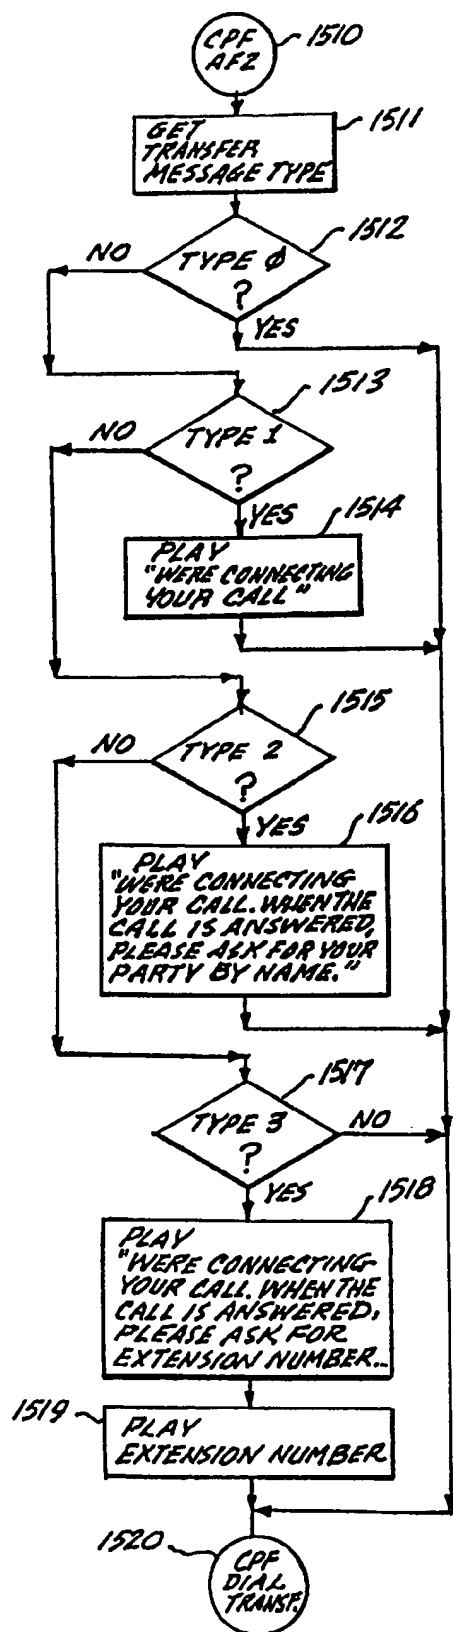 CPF
AFZ
1510
1511
GET
TRANSFER
MESSAGE TYPE
1512
TYPE Ø
?
NO
YES
1513
TYPE 1
?
NO
YES
1514
PLAY
"WERE CONNECTING
YOUR CALL"
1515
TYPE 2
?
NO
YES
1516
PLAY
"WERE CONNECTING
YOUR CALL. WHEN THE
CALL IS ANSWERED,
PLEASE ASK FOR YOUR
PARTY BY NAME."
1517
TYPE 3
?
NO
YES
1518
PLAY
"WERE CONNECTING
YOUR CALL. WHEN THE
CALL IS ANSWERED,
PLEASE ASK FOR
EXTENSION NUMBER...
1519
PLAY
EXTENSION NUMBER
1520
CPF
DIAL
TRANSF.